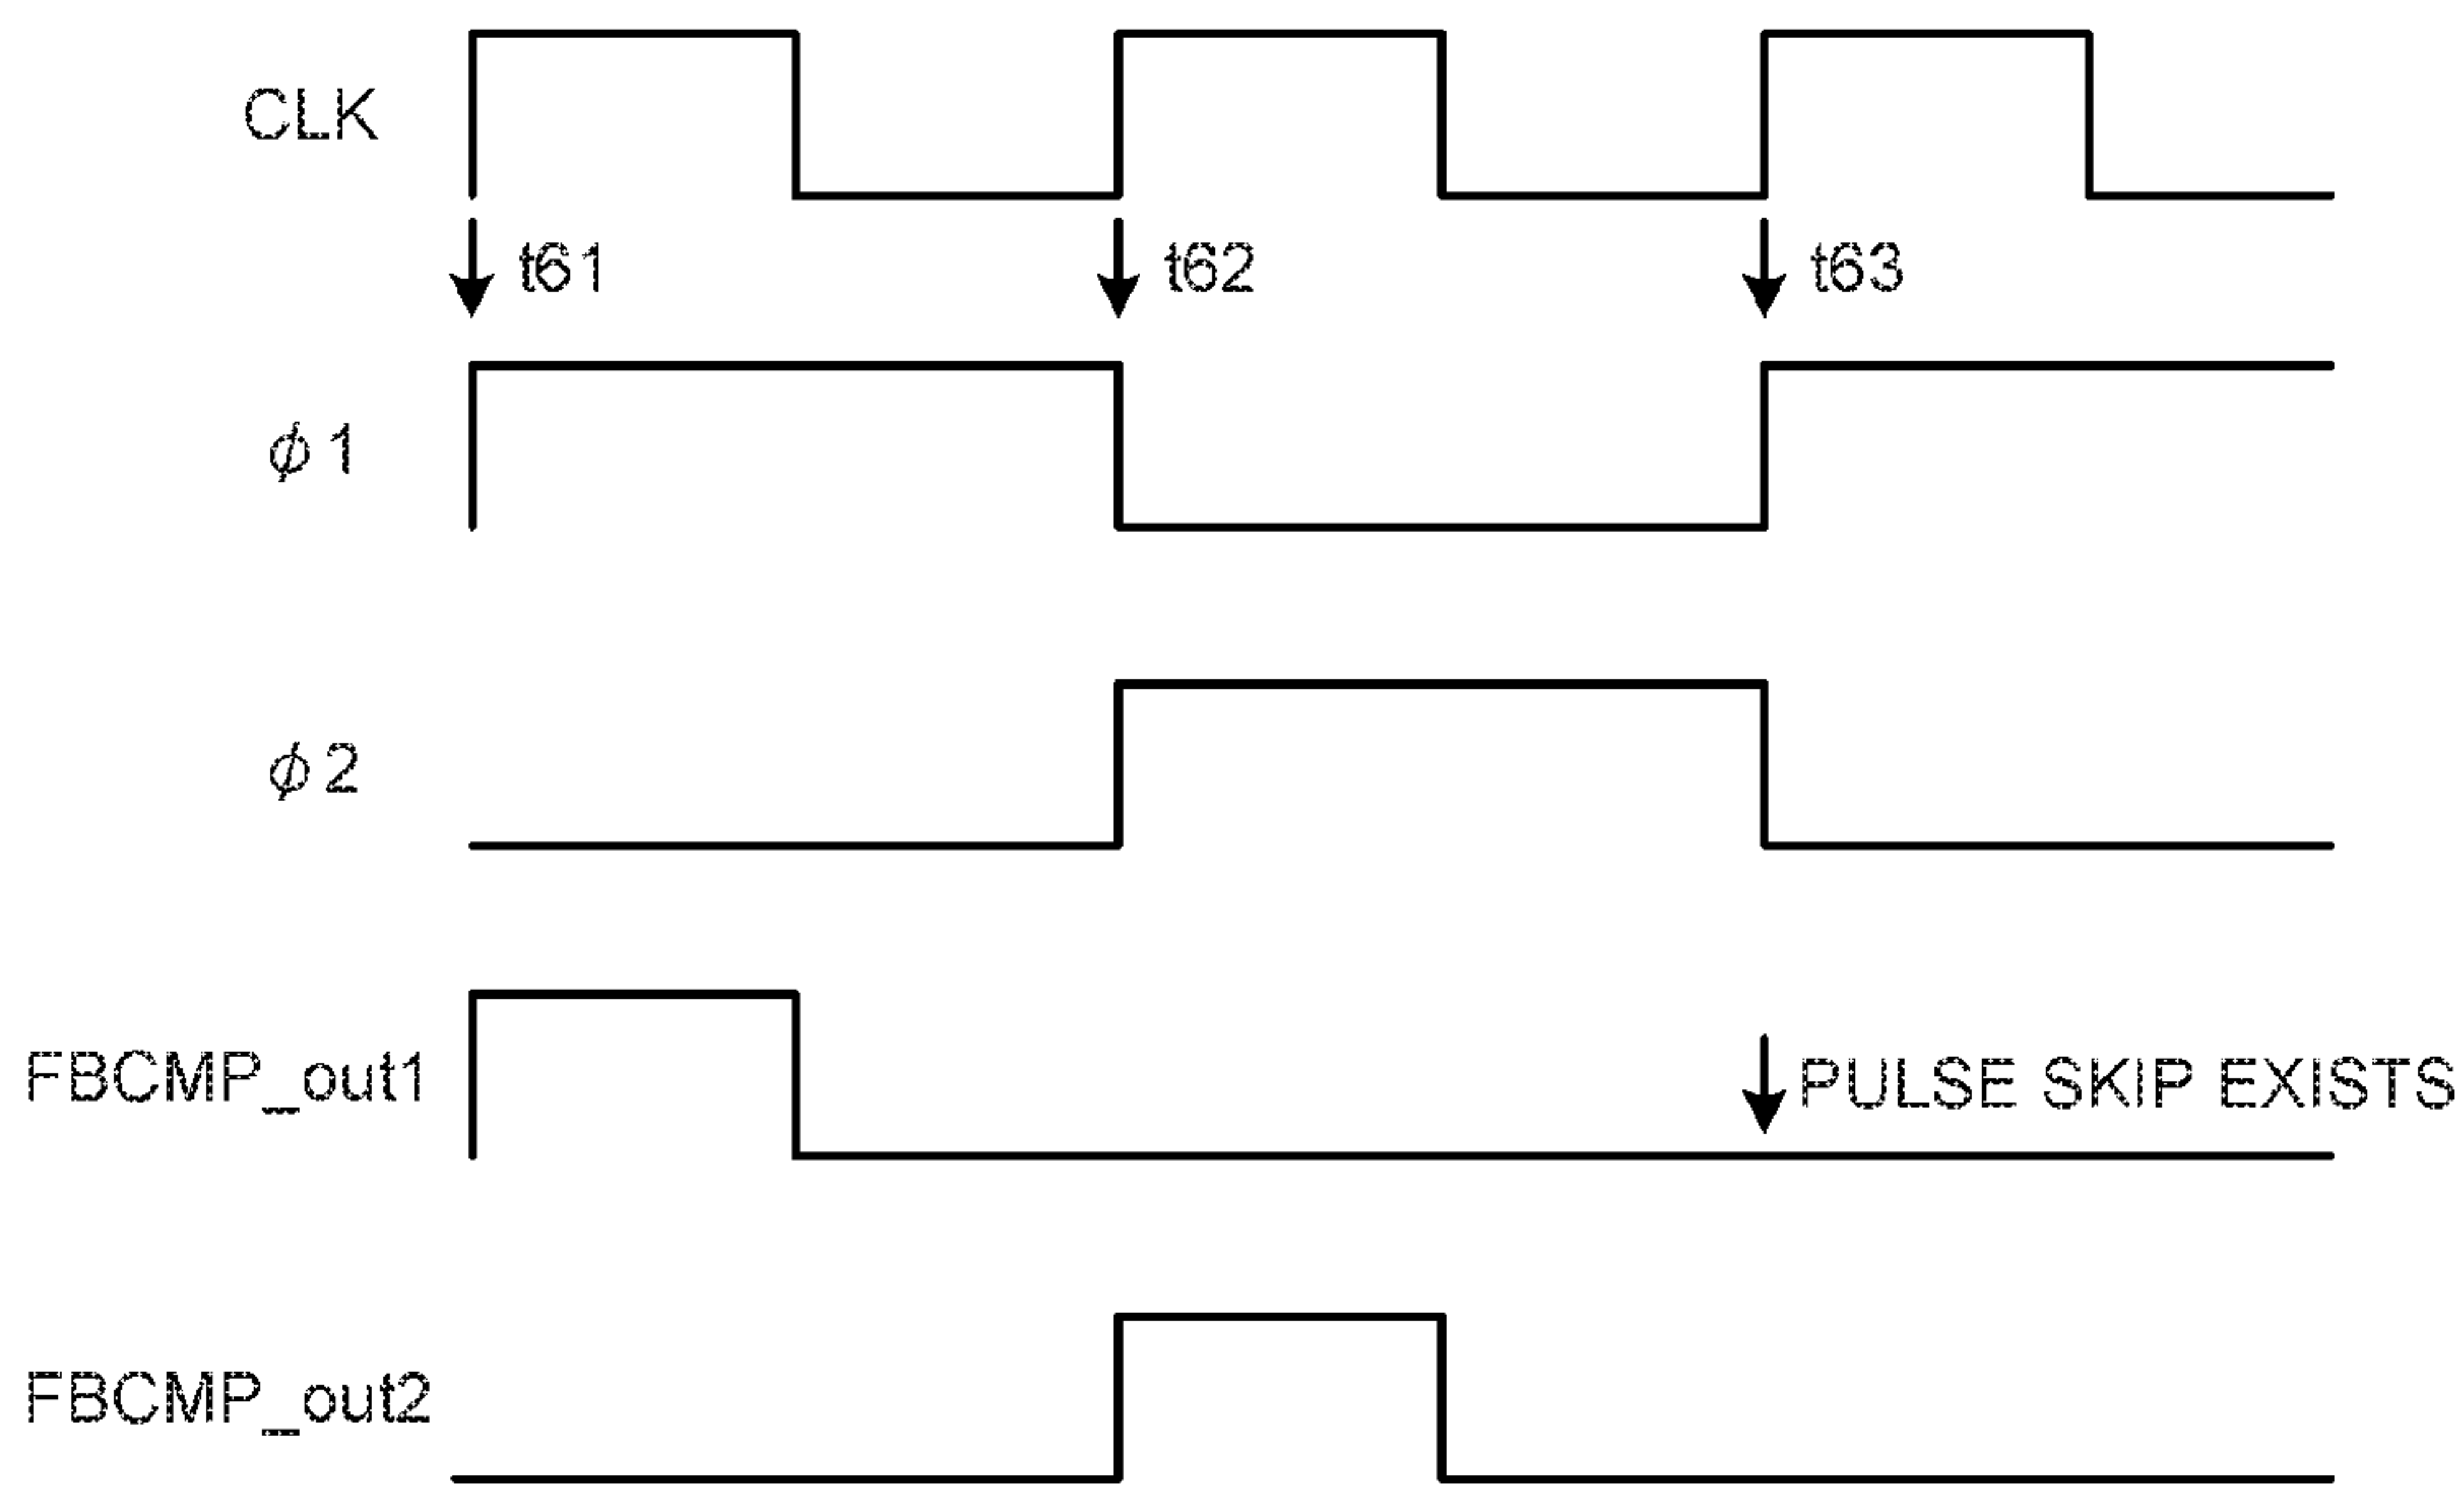 CLK
t61
t62
t63
ϕ1
ϕ2
FBCMP_out1
PULSE SKIP EXISTS
FBCMP_out2